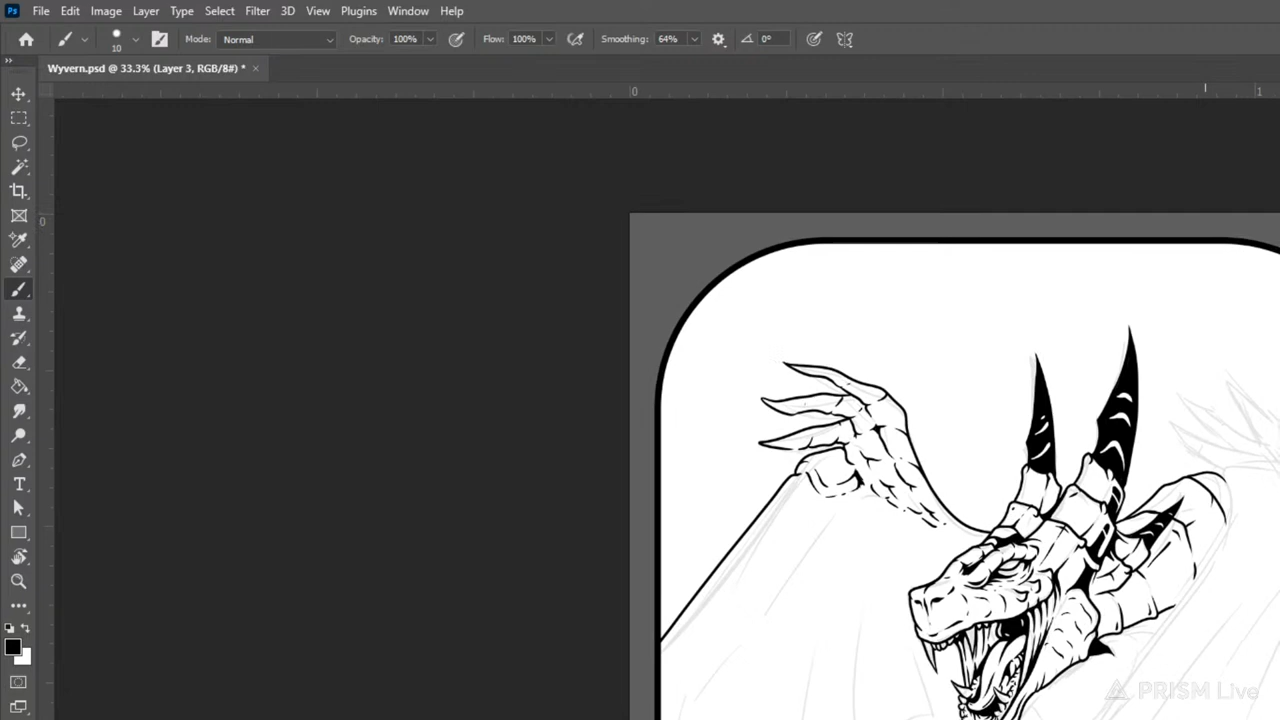 Ps File Edit Image Layer Type Select Filter 3D View Plugins Window Help
10 Mode: Normal Opacity: 100% Flow: 100% Smoothing: 64% 0°
Wyvern.psd @ 33.3% (Layer 3, RGB/8#) * ×
0 1
0
PRISM Live